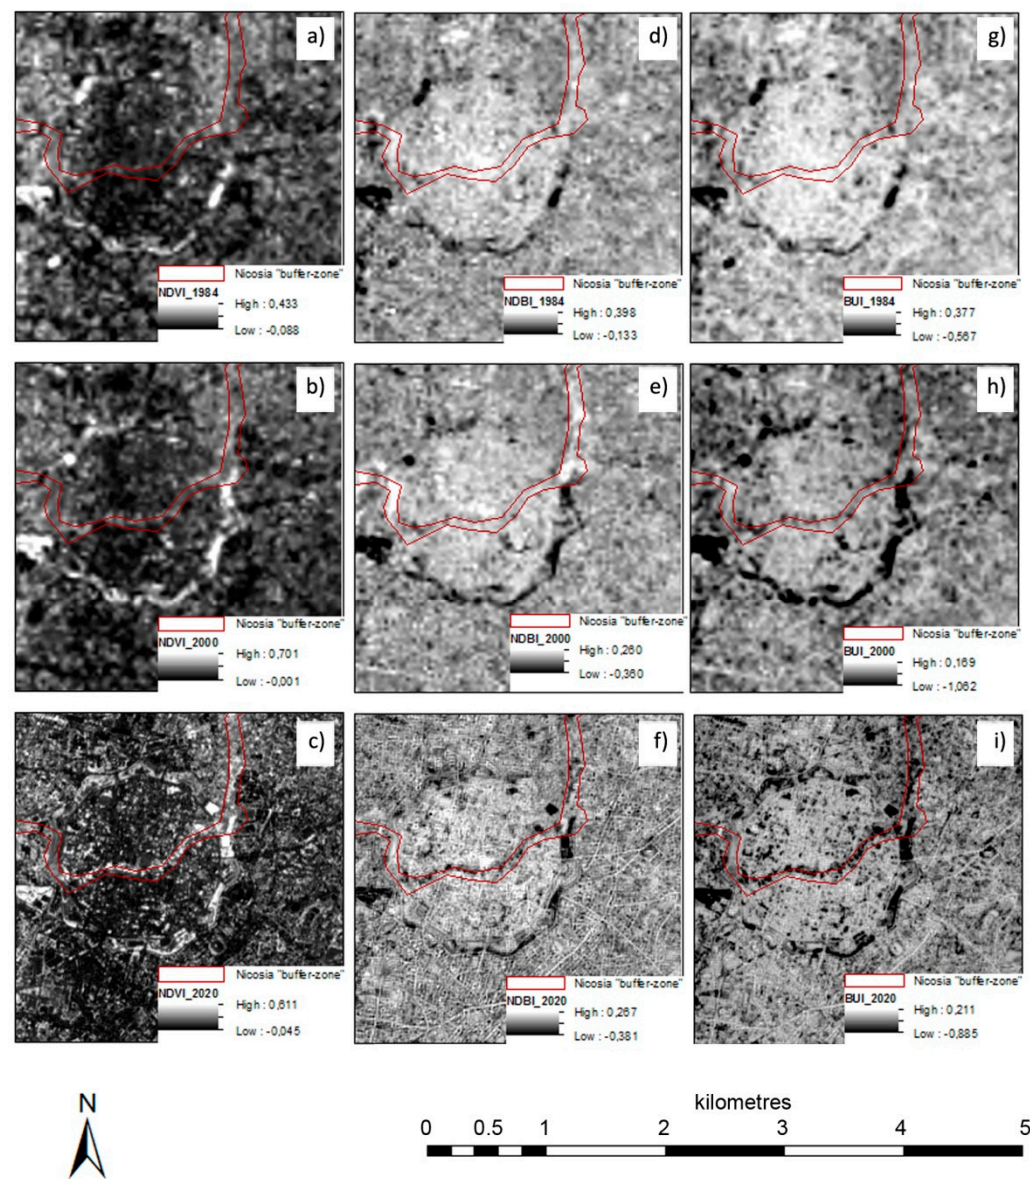 a)
Nicosia "buffer-zone"
NDVI_1984
High : 0,433
Low : -0,088
d)
Nicosia "buffer-zone"
NDBI_1984
High : 0,398
Low : -0,133
g)
Nicosia "buffer-zone"
BUI_1984
High : 0,377
Low : -0,567
b)
Nicosia "buffer-zone"
NDVI_2000
High : 0,701
Low : -0,001
e)
Nicosia "buffer-zone"
NDBI_2000
High : 0,260
Low : -0,360
h)
Nicosia "buffer-zone"
BUI_2000
High : 0,169
Low : -1,062
c)
Nicosia "buffer-zone"
NDVI_2020
High : 0,611
Low : -0,045
f)
Nicosia "buffer-zone"
NDBI_2020
High : 0,267
Low : -0,381
i)
Nicosia "buffer-zone"
BUI_2020
High : 0,211
Low : -0,885
N
kilometres
0 0.5 1 2 3 4 5